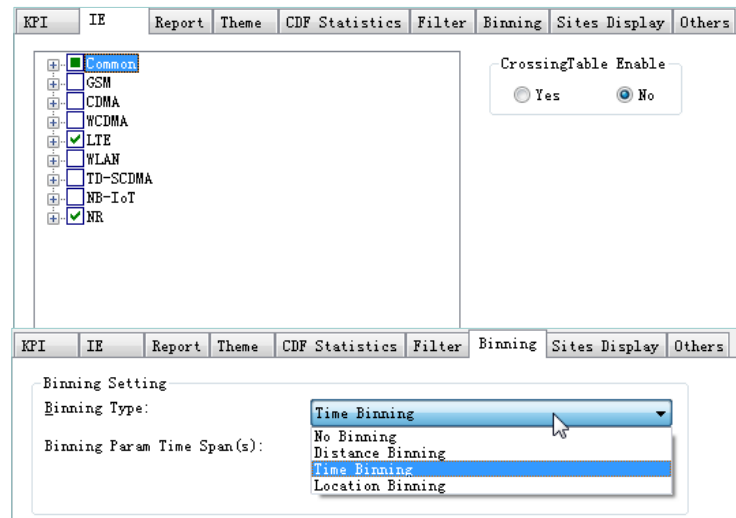 KPI IE Report Theme CDF Statistics Filter Binning Sites Display Others
Common
GSM
CDMA
WCDMA
LTE
WLAN
TD-SCDMA
NB-IoT
NR
CrossingTable Enable
Yes No
KPI IE Report Theme CDF Statistics Filter Binning Sites Display Others
Binning Setting
Binning Type:
Time Binning
No Binning
Distance Binning
Time Binning
Location Binning
Binning Param Time Span(s):